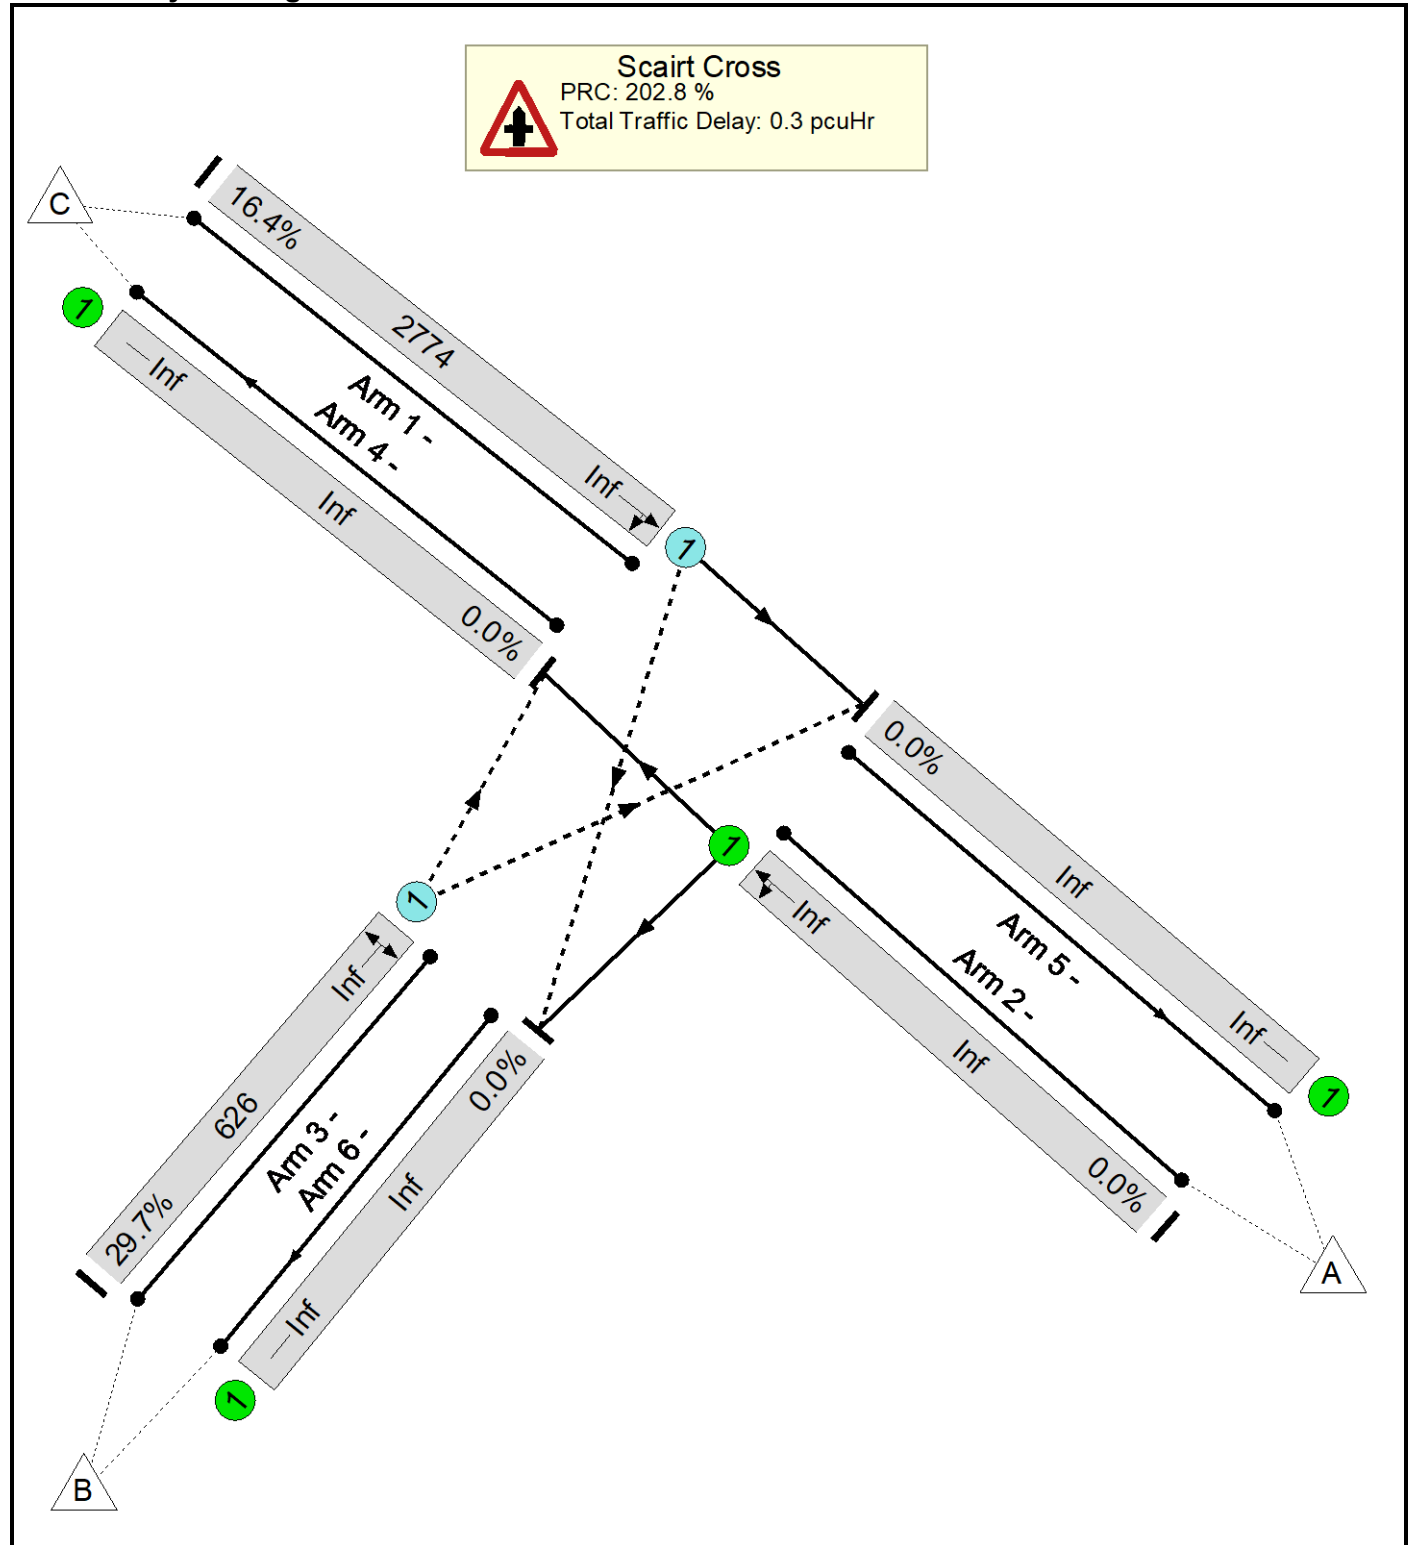 Scairt Cross
PRC: 202.8 %
Total Traffic Delay: 0.3 pcuHr
C
16.4%
2774
Inf
1
1
Inf
Inf
0.0%
Arm 1 -
Arm 4 -
1
0.0%
Inf
Inf
1
Arm 5 -
Arm 2 -
Inf
Inf
0.0%
A
1
Inf
626
29.7%
Arm 3 -
Arm 6 -
0.0%
Inf
Inf
1
B